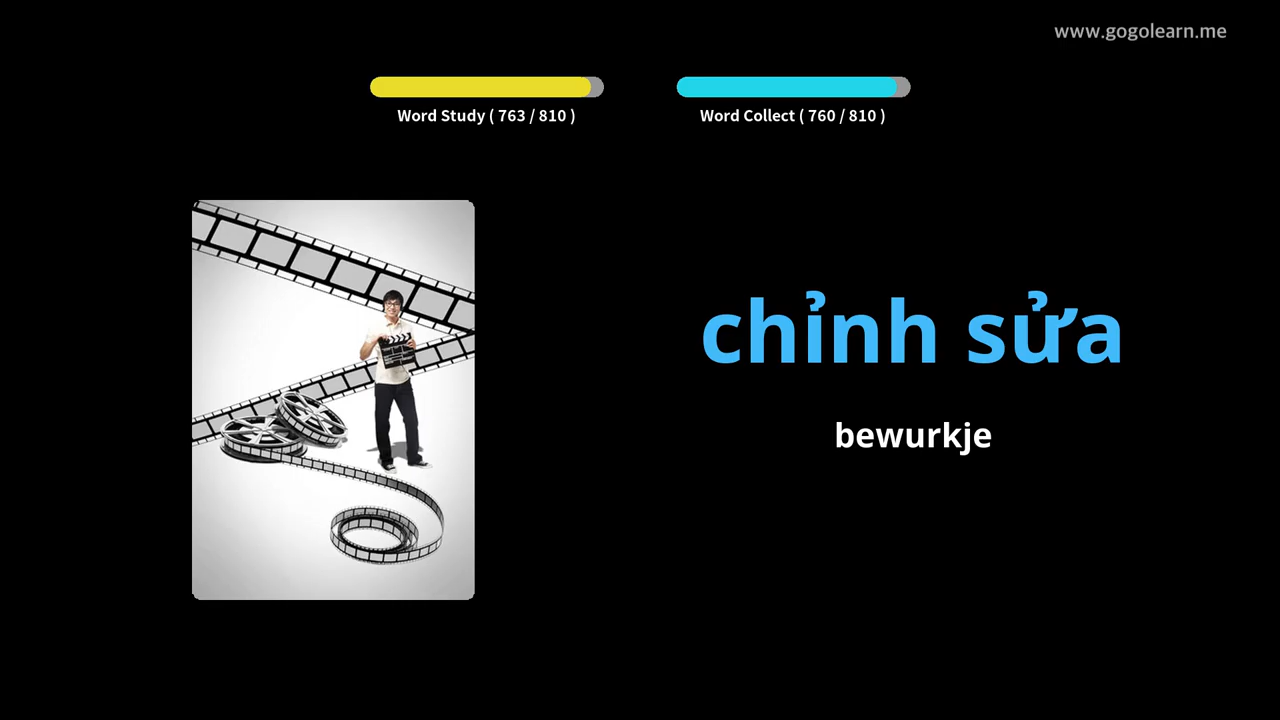 www.gogolearn.me
Word Study ( 763 / 810 )
Word Collect ( 760 / 810 )
chỉnh sửa
bewurkje